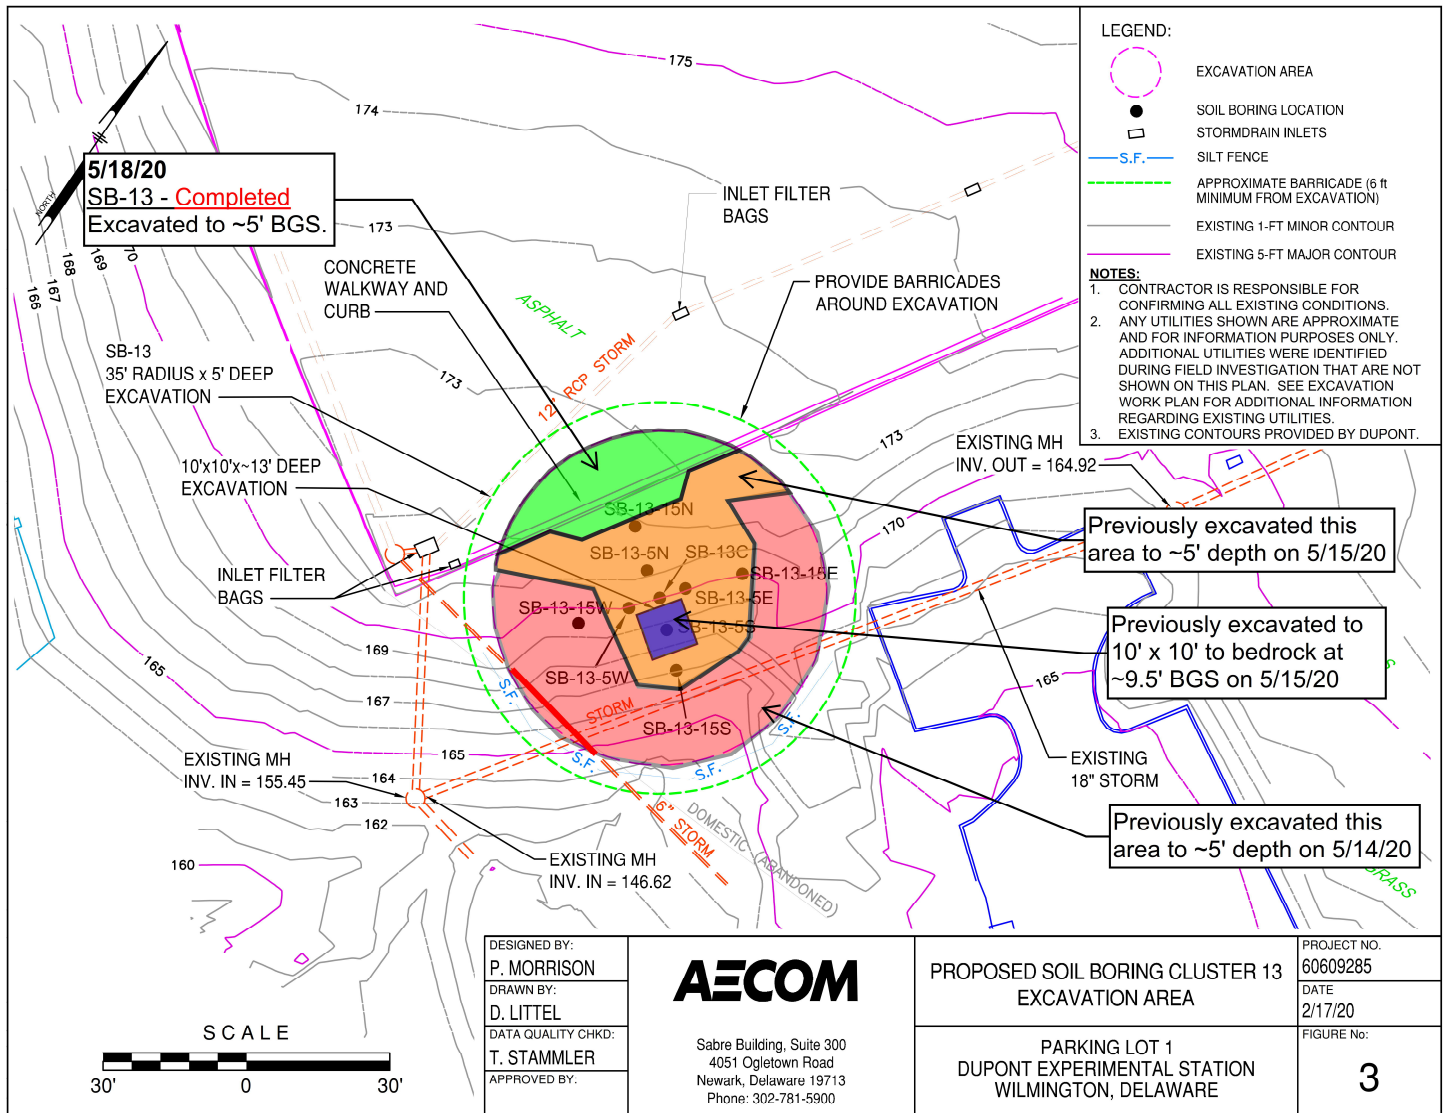 175
174
173
173
173
170
169
168
167
166
70
NORTH
5/18/20
SB-13 - Completed
Excavated to ~5' BGS.
INLET FILTER
BAGS
CONCRETE
WALKWAY AND
CURB
ASPHALT
PROVIDE BARRICADES
AROUND EXCAVATION
12" RCP STORM
SB-13
35' RADIUS x 5' DEEP
EXCAVATION
10'x10'x~13' DEEP
EXCAVATION
INLET FILTER
BAGS
EXISTING MH
INV. OUT = 164.92
Previously excavated this
area to ~5' depth on 5/15/20
SB-13-15N
SB-13-5N
SB-13C
SB-13-15E
SB-13-5E
SB-13-15W
SB-13-5S
SB-13-5W
SB-13-15S
STORM
S.F.
S.F.
S.F.
S.F.
Previously excavated to
10' x 10' to bedrock at
~9.5' BGS on 5/15/20
165
169
167
165
164
163
162
160
165
EXISTING
18" STORM
EXISTING MH
INV. IN = 155.45
EXISTING MH
INV. IN = 146.62
6" STORM
DOMESTIC (ABANDONED)
Previously excavated this
area to ~5' depth on 5/14/20
S
GRASS
LEGEND:
EXCAVATION AREA
SOIL BORING LOCATION
STORMDRAIN INLETS
S.F. SILT FENCE
APPROXIMATE BARRICADE (6 ft
MINIMUM FROM EXCAVATION)
EXISTING 1-FT MINOR CONTOUR
EXISTING 5-FT MAJOR CONTOUR
NOTES:
1. CONTRACTOR IS RESPONSIBLE FOR
CONFIRMING ALL EXISTING CONDITIONS.
2. ANY UTILITIES SHOWN ARE APPROXIMATE
AND FOR INFORMATION PURPOSES ONLY.
ADDITIONAL UTILITIES WERE IDENTIFIED
DURING FIELD INVESTIGATION THAT ARE NOT
SHOWN ON THIS PLAN. SEE EXCAVATION
WORK PLAN FOR ADDITIONAL INFORMATION
REGARDING EXISTING UTILITIES.
3. EXISTING CONTOURS PROVIDED BY DUPONT.
SCALE
30' 0 30'
DESIGNED BY:
P. MORRISON
DRAWN BY:
D. LITTEL
DATA QUALITY CHKD:
T. STAMMLER
APPROVED BY.
AECOM
Sabre Building, Suite 300
4051 Ogletown Road
Newark, Delaware 19713
Phone: 302-781-5900
PROPOSED SOIL BORING CLUSTER 13
EXCAVATION AREA
PARKING LOT 1
DUPONT EXPERIMENTAL STATION
WILMINGTON, DELAWARE
PROJECT NO.
60609285
DATE
2/17/20
FIGURE No:
3